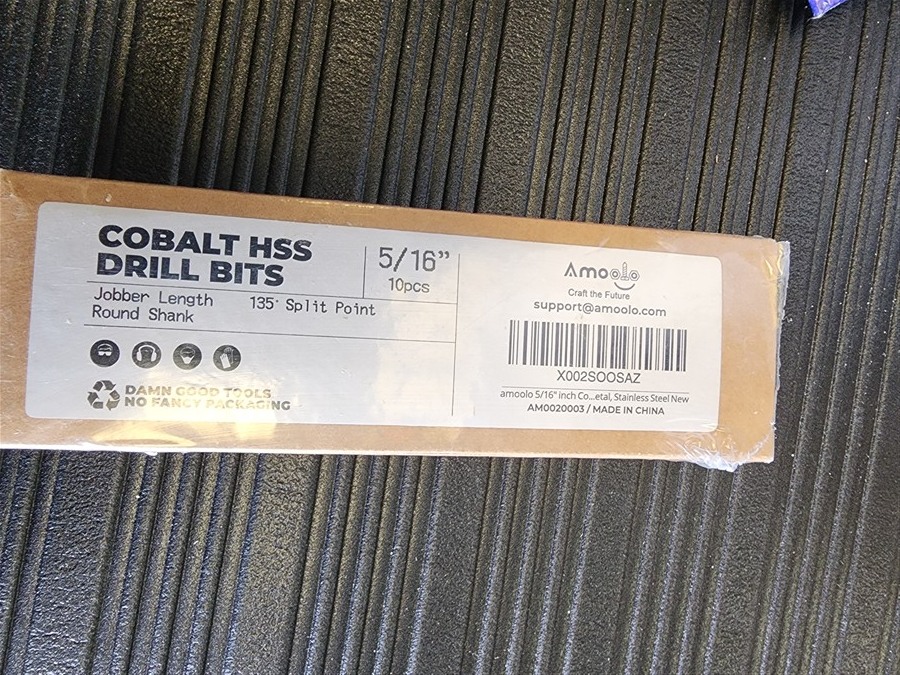 COBALT HSS
DRILL BITS
5/16”
10pcs
Jobber Length 135° Split Point
Round Shank
DAMN GOOD TOOLS
NO FANCY PACKAGING
Amoolo
Craft the Future
support@amoolo.com
X002SOOSAZ
amoolo 5/16" inch Co...etal, Stainless Steel New
AM0020003 / MADE IN CHINA